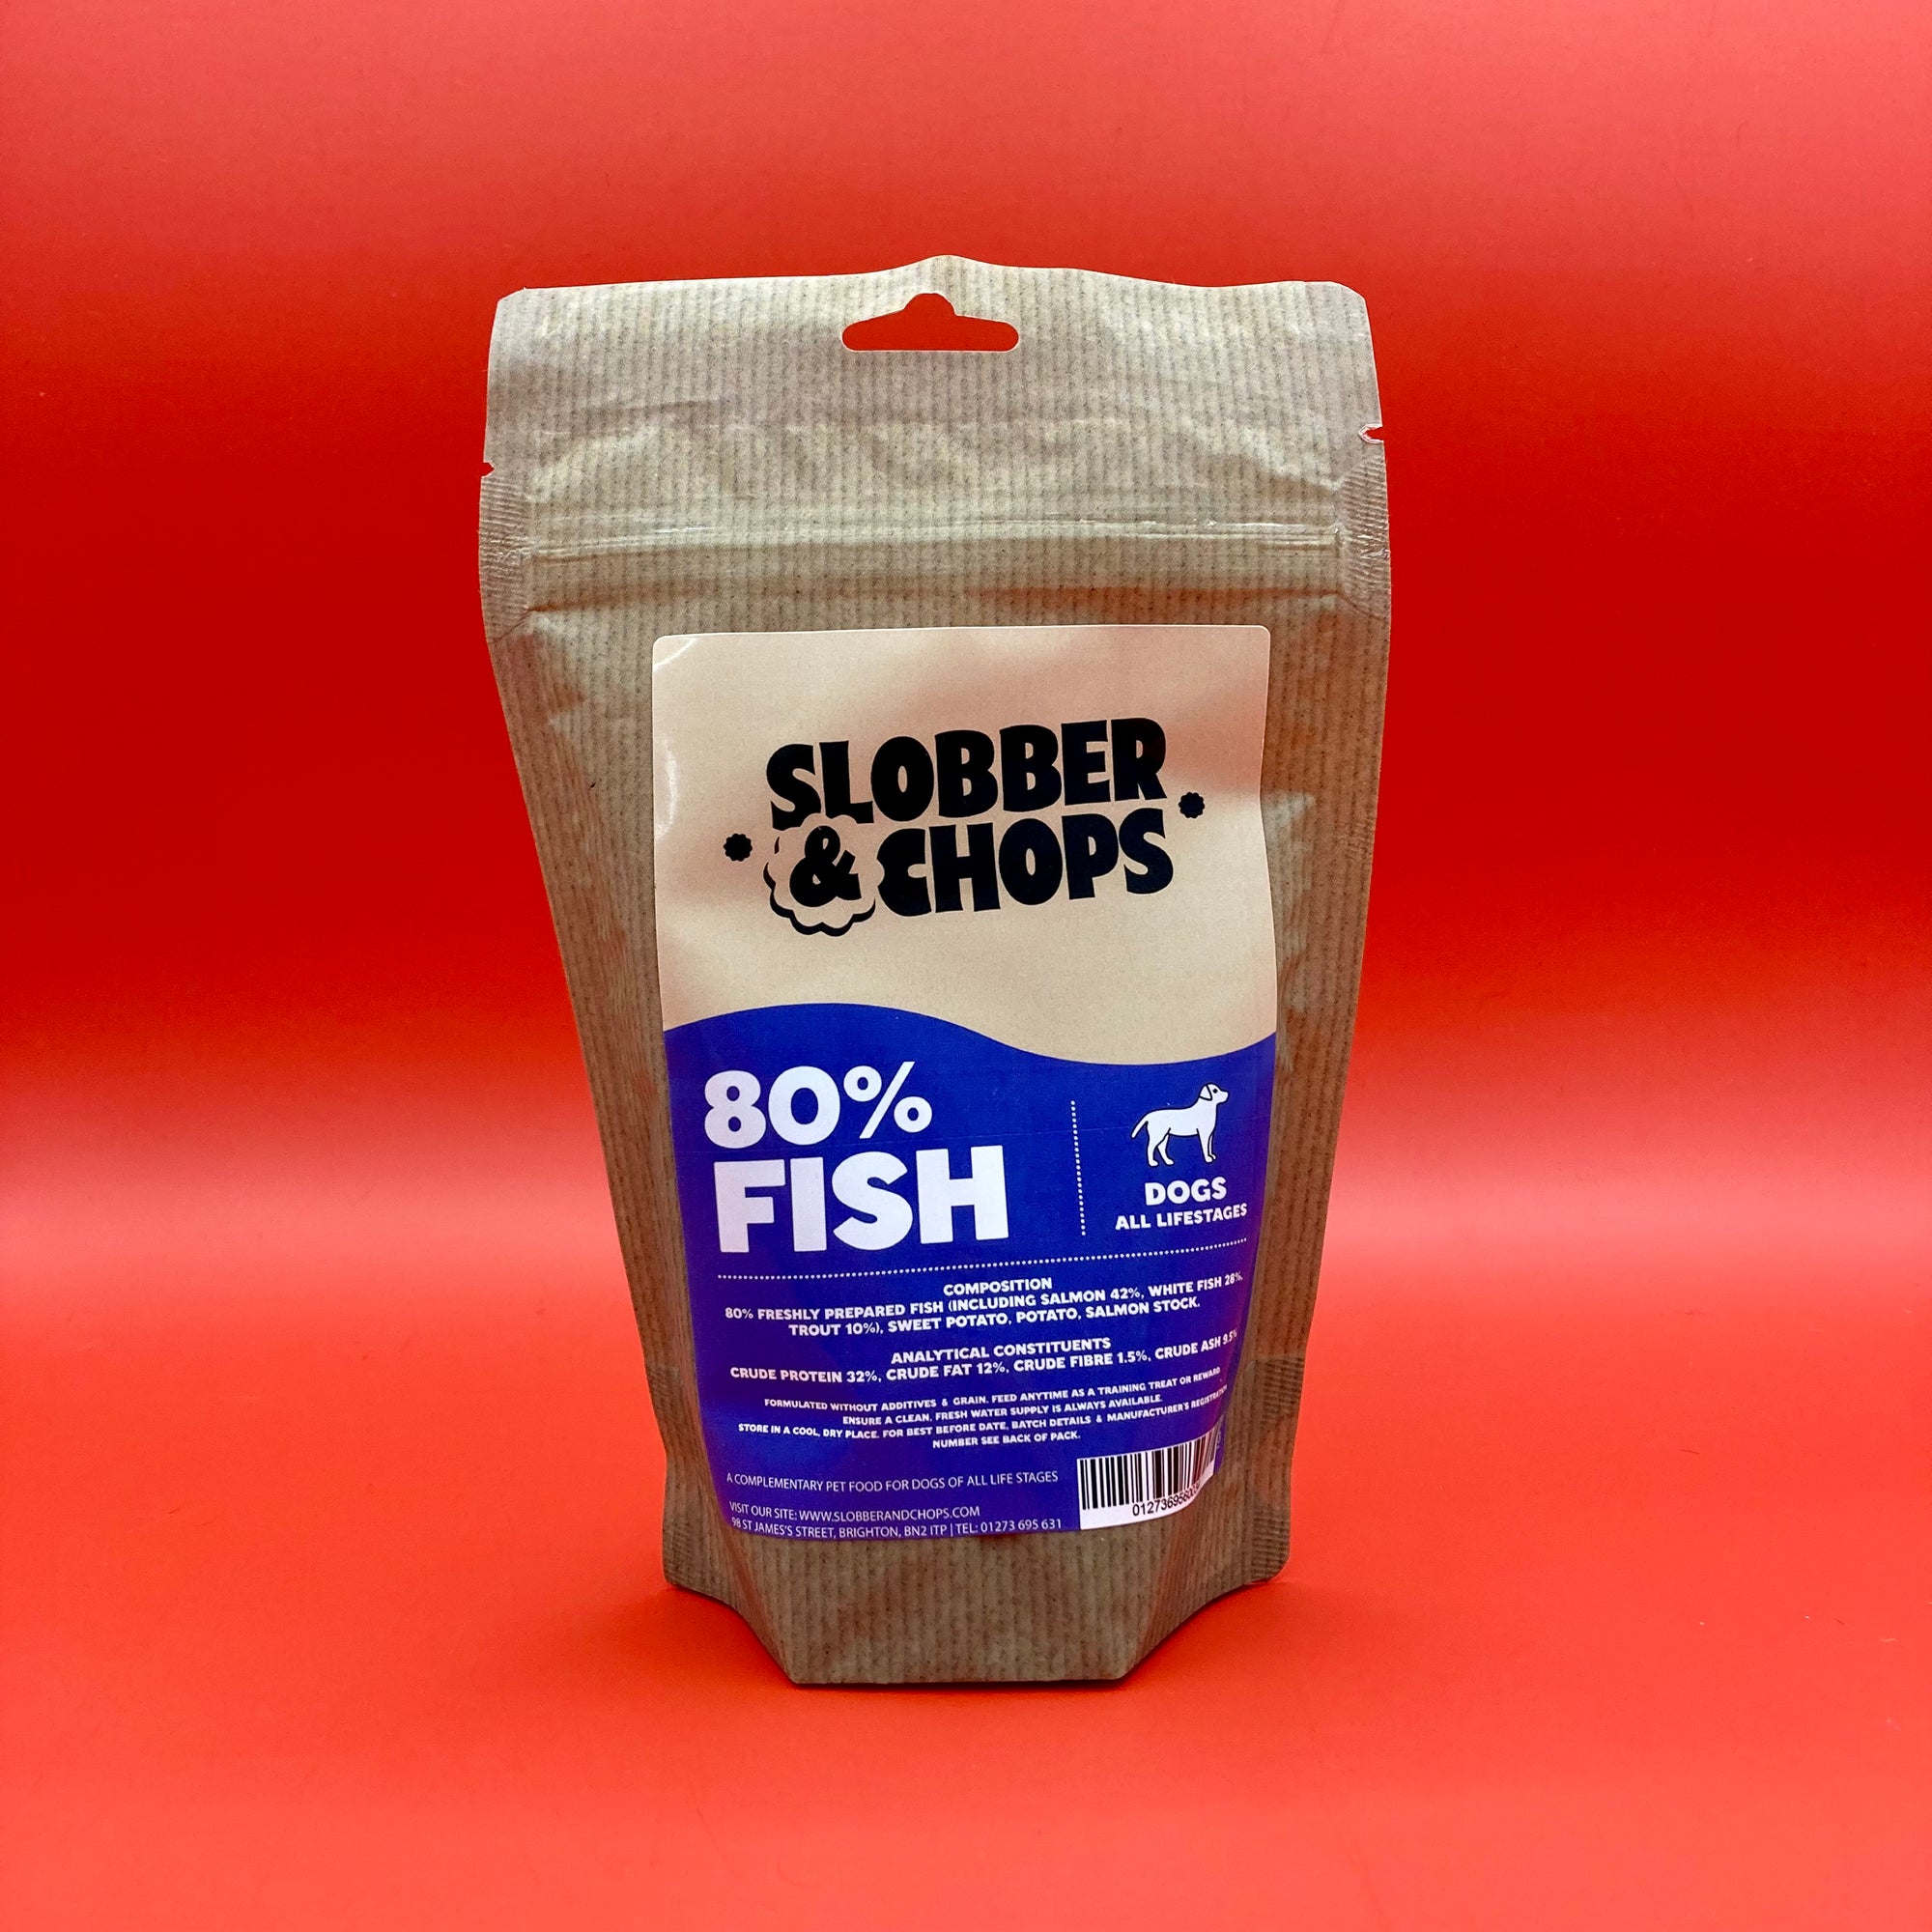 SLOBBER
& CHOPS
80%
FISH
DOGS
ALL LIFESTAGES
COMPOSITION
80% FRESHLY PREPARED FISH (INCLUDING SALMON 42%, WHITE FISH 28%,
TROUT 10%), SWEET POTATO, POTATO, SALMON STOCK.
ANALYTICAL CONSTITUENTS
CRUDE PROTEIN 32%, CRUDE FAT 12%, CRUDE FIBRE 1.5%, CRUDE ASH 9.5%
FORMULATED WITHOUT ADDITIVES & GRAIN. FEED ANYTIME AS A TRAINING TREAT OR REWARD.
ENSURE A CLEAN, FRESH WATER SUPPLY IS ALWAYS AVAILABLE.
STORE IN A COOL, DRY PLACE. FOR BEST BEFORE DATE, BATCH DETAILS & MANUFACTURER'S REGISTRATION
NUMBER SEE BACK OF PACK.
A COMPLEMENTARY PET FOOD FOR DOGS OF ALL LIFE STAGES
VISIT OUR SITE: WWW.SLOBBERANDCHOPS.COM
98 ST JAMES'S STREET, BRIGHTON, BN2 1TP | TEL: 01273 695 631